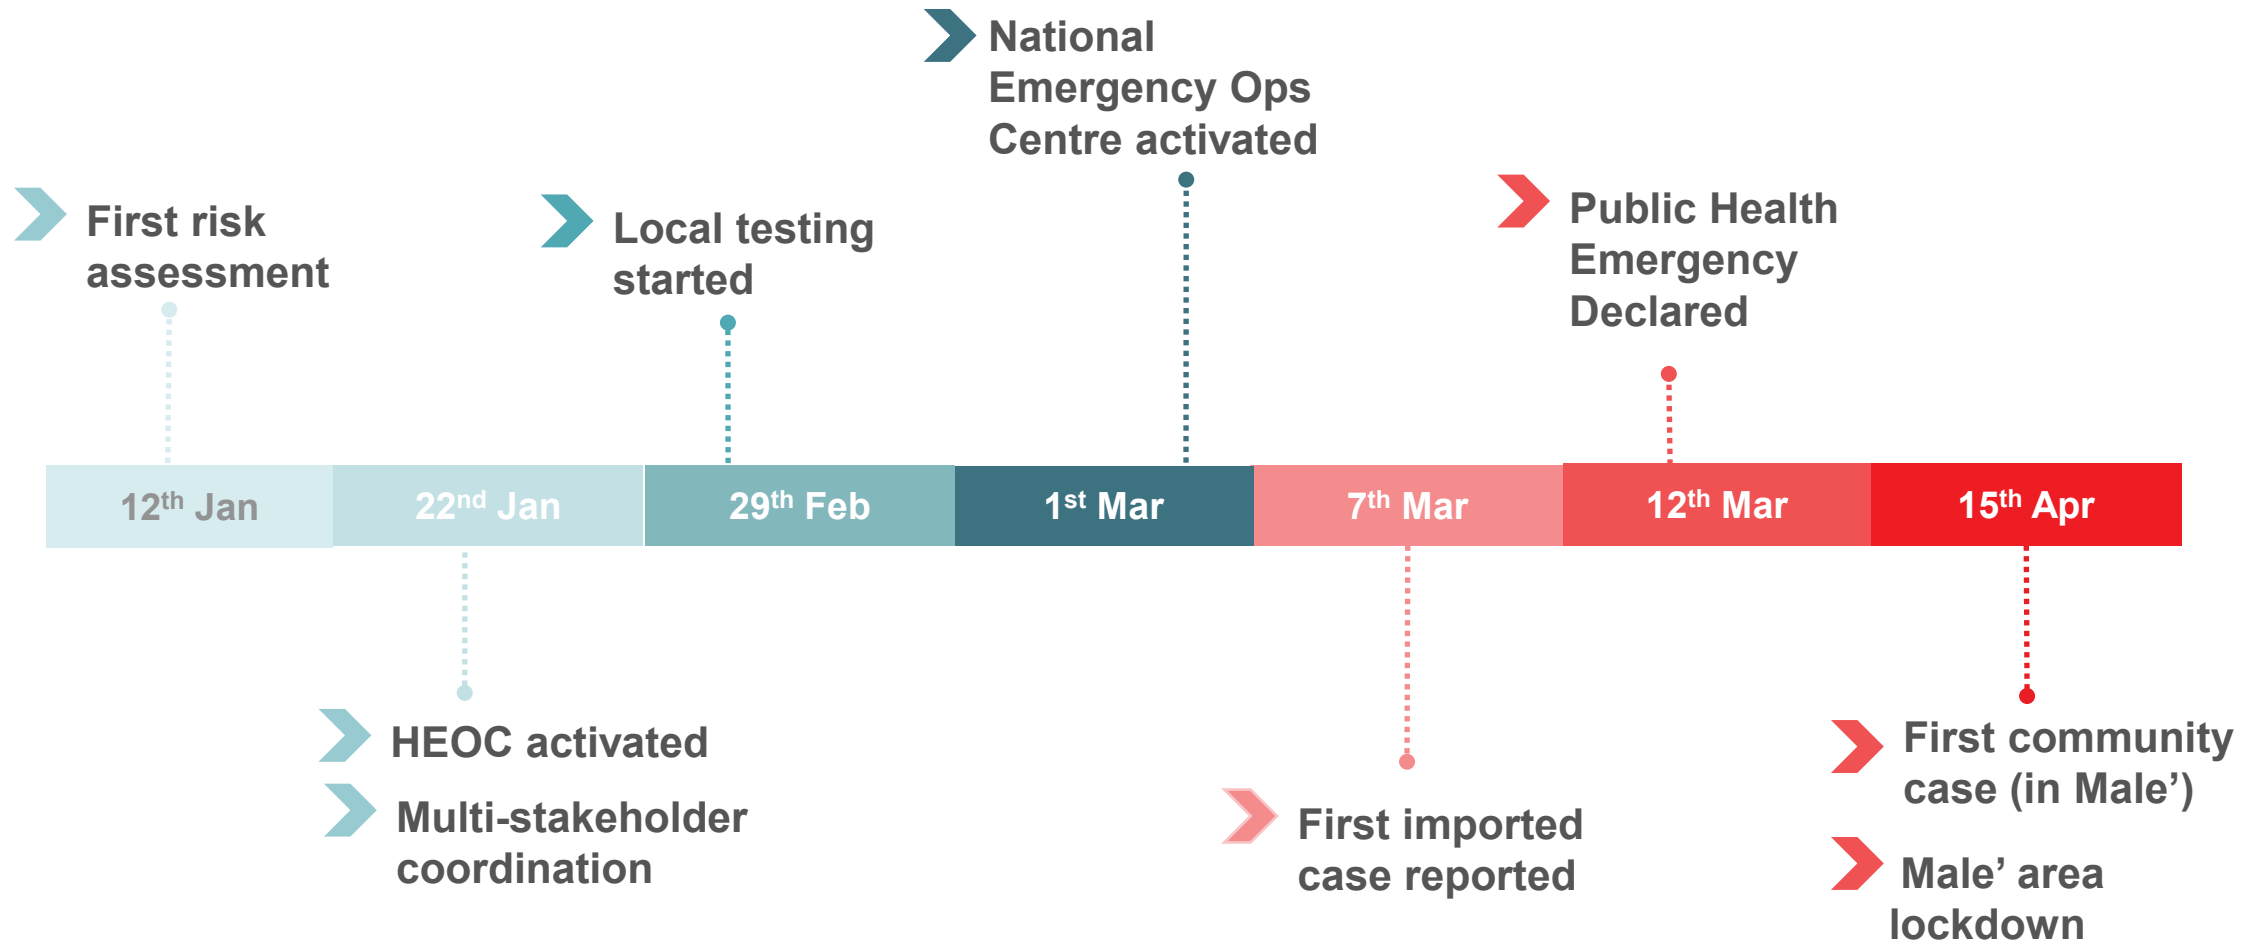 National
Emergency Ops
Centre activated
First risk
assessment
Local testing
started
Public Health
Emergency
Declared
12th Jan
22nd Jan
29th Feb
1st Mar
7th Mar
12th Mar
15th Apr
HEOC activated
Multi-stakeholder
coordination
First imported
case reported
First community
case (in Male’)
Male’ area
lockdown